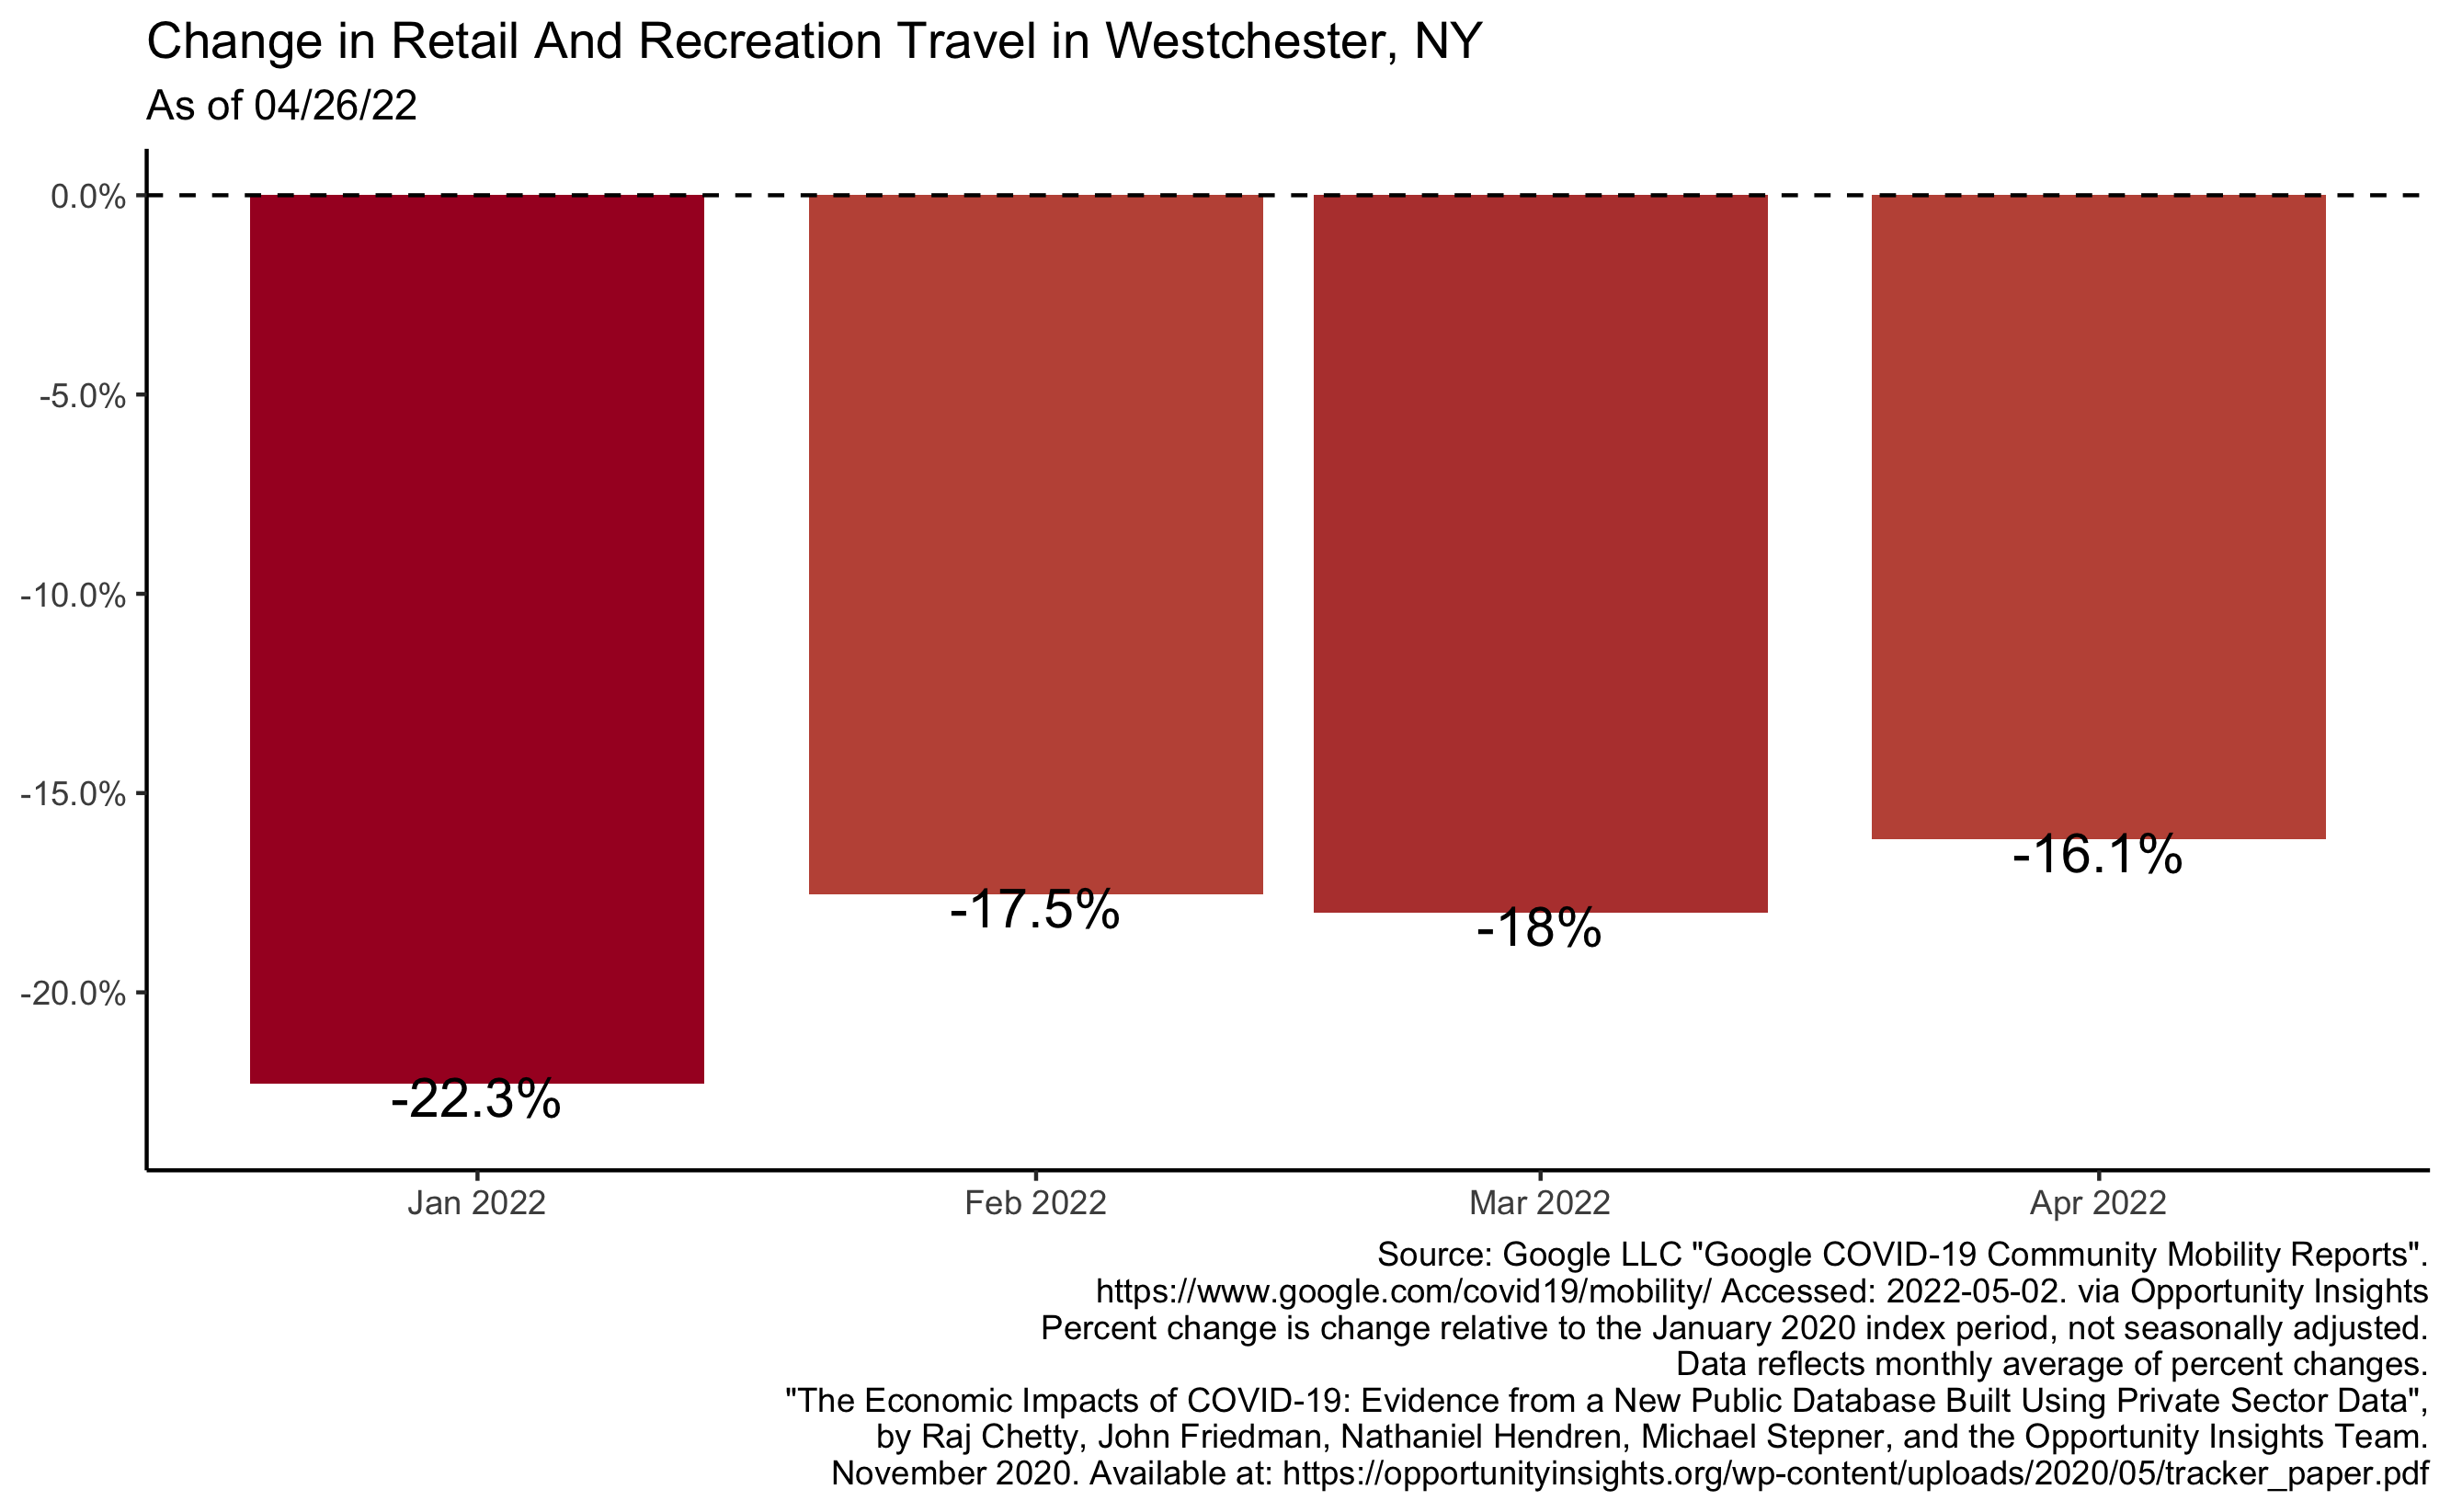 Change in Retail And Recreation Travel in Westchester, NY
As of 04/26/22
0.0%
-5.0%
-10.0%
-15.0%
-20.0%
-22.3%
-17.5%
-18%
-16.1%
Jan 2022
Feb 2022
Mar 2022
Apr 2022
Source: Google LLC "Google COVID-19 Community Mobility Reports".
https://www.google.com/covid19/mobility/ Accessed: 2022-05-02. via Opportunity Insights
Percent change is change relative to the January 2020 index period, not seasonally adjusted.
Data reflects monthly average of percent changes.
"The Economic Impacts of COVID-19: Evidence from a New Public Database Built Using Private Sector Data",
by Raj Chetty, John Friedman, Nathaniel Hendren, Michael Stepner, and the Opportunity Insights Team.
November 2020. Available at: https://opportunityinsights.org/wp-content/uploads/2020/05/tracker_paper.pdf